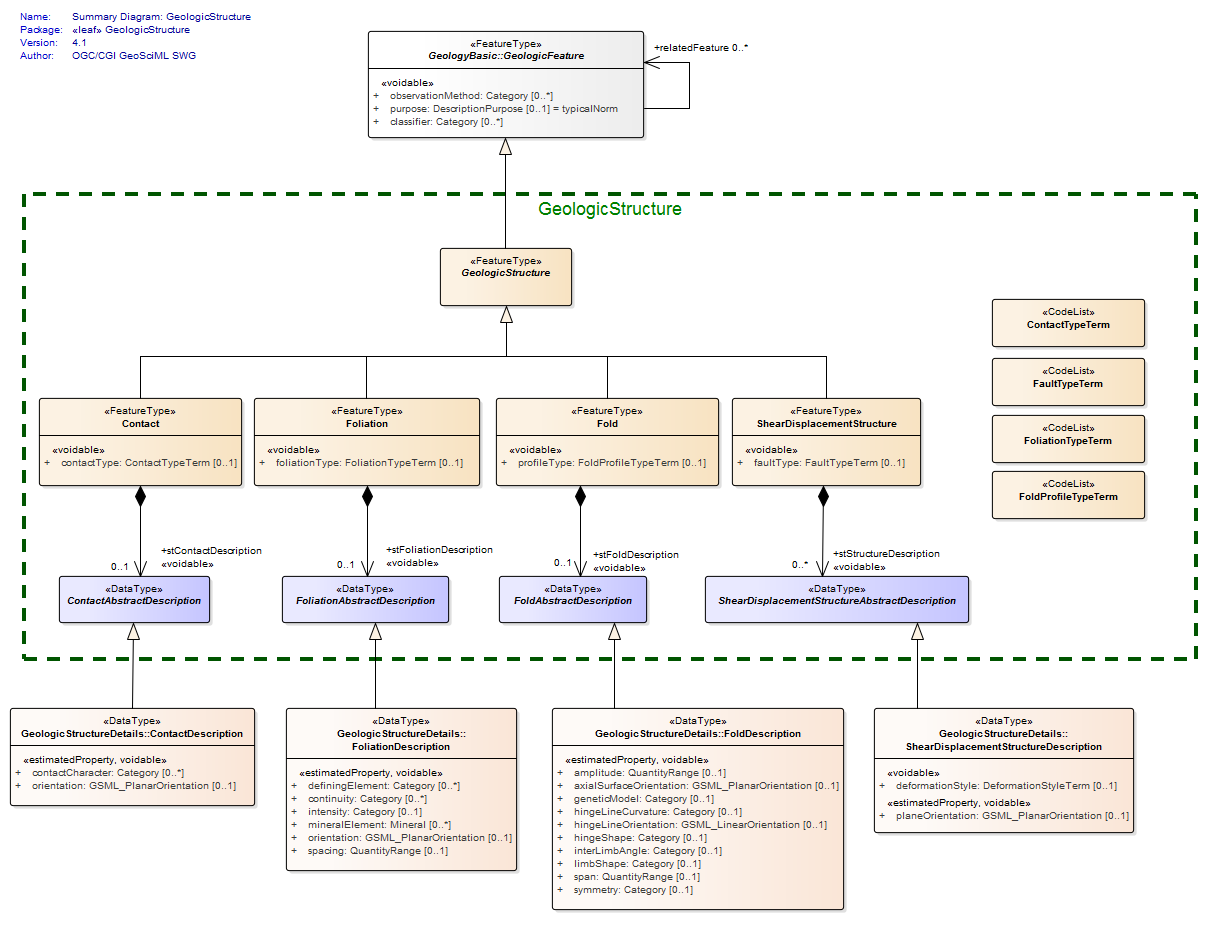 Name: Summary Diagram: GeologicStructure
Package: «leaf» GeologicStructure
Version: 4.1
Author: OGC/CGI GeoSciML SWG
«FeatureType»
GeologyBasic::GeologicFeature
«voidable»
+ observationMethod: Category [0..*]
+ purpose: DescriptionPurpose [0..1] = typicalNorm
+ classifier: Category [0..*]
+relatedFeature 0..*
GeologicStructure
«FeatureType»
GeologicStructure
«CodeList»
ContactTypeTerm
«CodeList»
FaultTypeTerm
«CodeList»
FoliationTypeTerm
«CodeList»
FoldProfileTypeTerm
«FeatureType»
Contact
«voidable»
+ contactType: ContactTypeTerm [0..1]
«FeatureType»
Foliation
«voidable»
+ foliationType: FoliationTypeTerm [0..1]
«FeatureType»
Fold
«voidable»
+ profileType: FoldProfileTypeTerm [0..1]
«FeatureType»
ShearDisplacementStructure
«voidable»
+ faultType: FaultTypeTerm [0..1]
+stContactDescription
0..1 «voidable»
+stFoliationDescription
0..1 «voidable»
+stFoldDescription
0..1 «voidable»
+stStructureDescription
0..* «voidable»
«DataType»
ContactAbstractDescription
«DataType»
FoliationAbstractDescription
«DataType»
FoldAbstractDescription
«DataType»
ShearDisplacementStructureAbstractDescription
«DataType»
GeologicStructureDetails::ContactDescription
«estimatedProperty, voidable»
+ contactCharacter: Category [0..*]
+ orientation: GSML_PlanarOrientation [0..1]
«DataType»
GeologicStructureDetails::
FoliationDescription
«estimatedProperty, voidable»
+ definingElement: Category [0..*]
+ continuity: Category [0..*]
+ intensity: Category [0..1]
+ mineralElement: Mineral [0..*]
+ orientation: GSML_PlanarOrientation [0..1]
+ spacing: QuantityRange [0..1]
«DataType»
GeologicStructureDetails::FoldDescription
«estimatedProperty, voidable»
+ amplitude: QuantityRange [0..1]
+ axialSurfaceOrientation: GSML_PlanarOrientation [0..1]
+ geneticModel: Category [0..1]
+ hingeLineCurvature: Category [0..1]
+ hingeLineOrientation: GSML_LinearOrientation [0..1]
+ hingeShape: Category [0..1]
+ interLimbAngle: Category [0..1]
+ limbShape: Category [0..1]
+ span: QuantityRange [0..1]
+ symmetry: Category [0..1]
«DataType»
GeologicStructureDetails::
ShearDisplacementStructureDescription
«voidable»
+ deformationStyle: DeformationStyleTerm [0..1]
«estimatedProperty, voidable»
+ planeOrientation: GSML_PlanarOrientation [0..1]